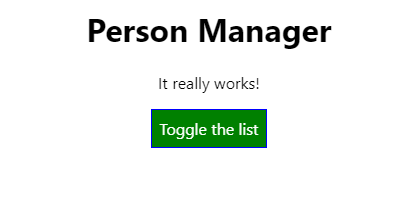 Person Manager
It really works!
Toggle the list